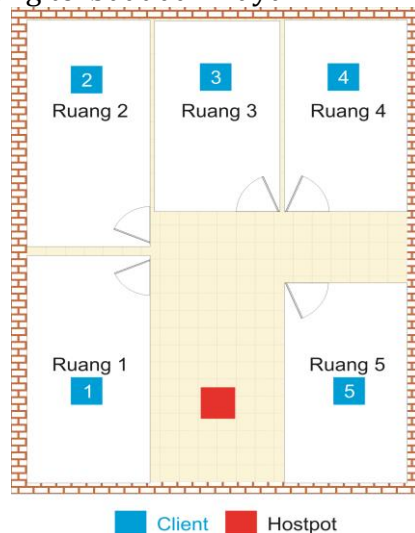 2
Ruang 2
3
Ruang 3
4
Ruang 4
Ruang 1
1
Ruang 5
5
Client
Hostpot